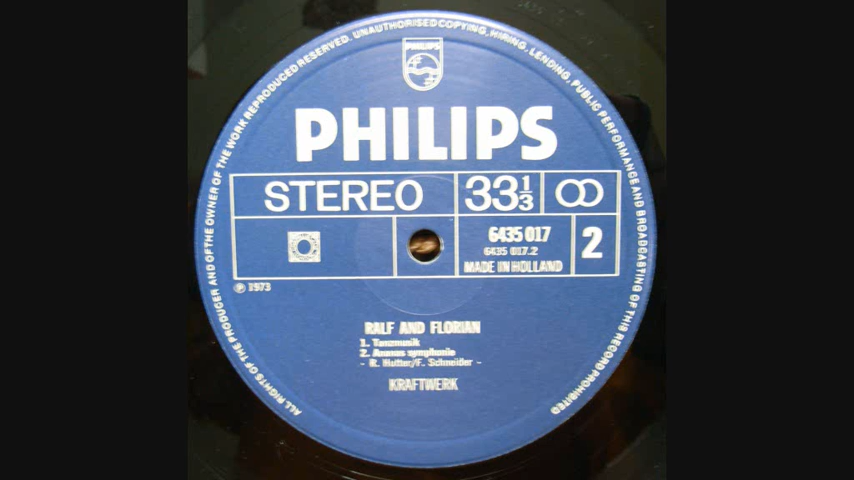 ALL RIGHTS OF THE PRODUCER AND OF THE OWNER OF THE WORK REPRODUCED RESERVED. UNAUTHORISED COPYING, HIRING, LENDING, PUBLIC PERFORMANCE AND BROADCASTING OF THIS RECORD PROHIBITED
PHILIPS
PHILIPS
STEREO
33 1/3
6435 017
6435 017.2
MADE IN HOLLAND
2
℗ 1973
RALF AND FLORIAN
1. Tanzmusik
2. Ananas symphonie
- R. Hutter/F. Schneider -
KRAFTWERK